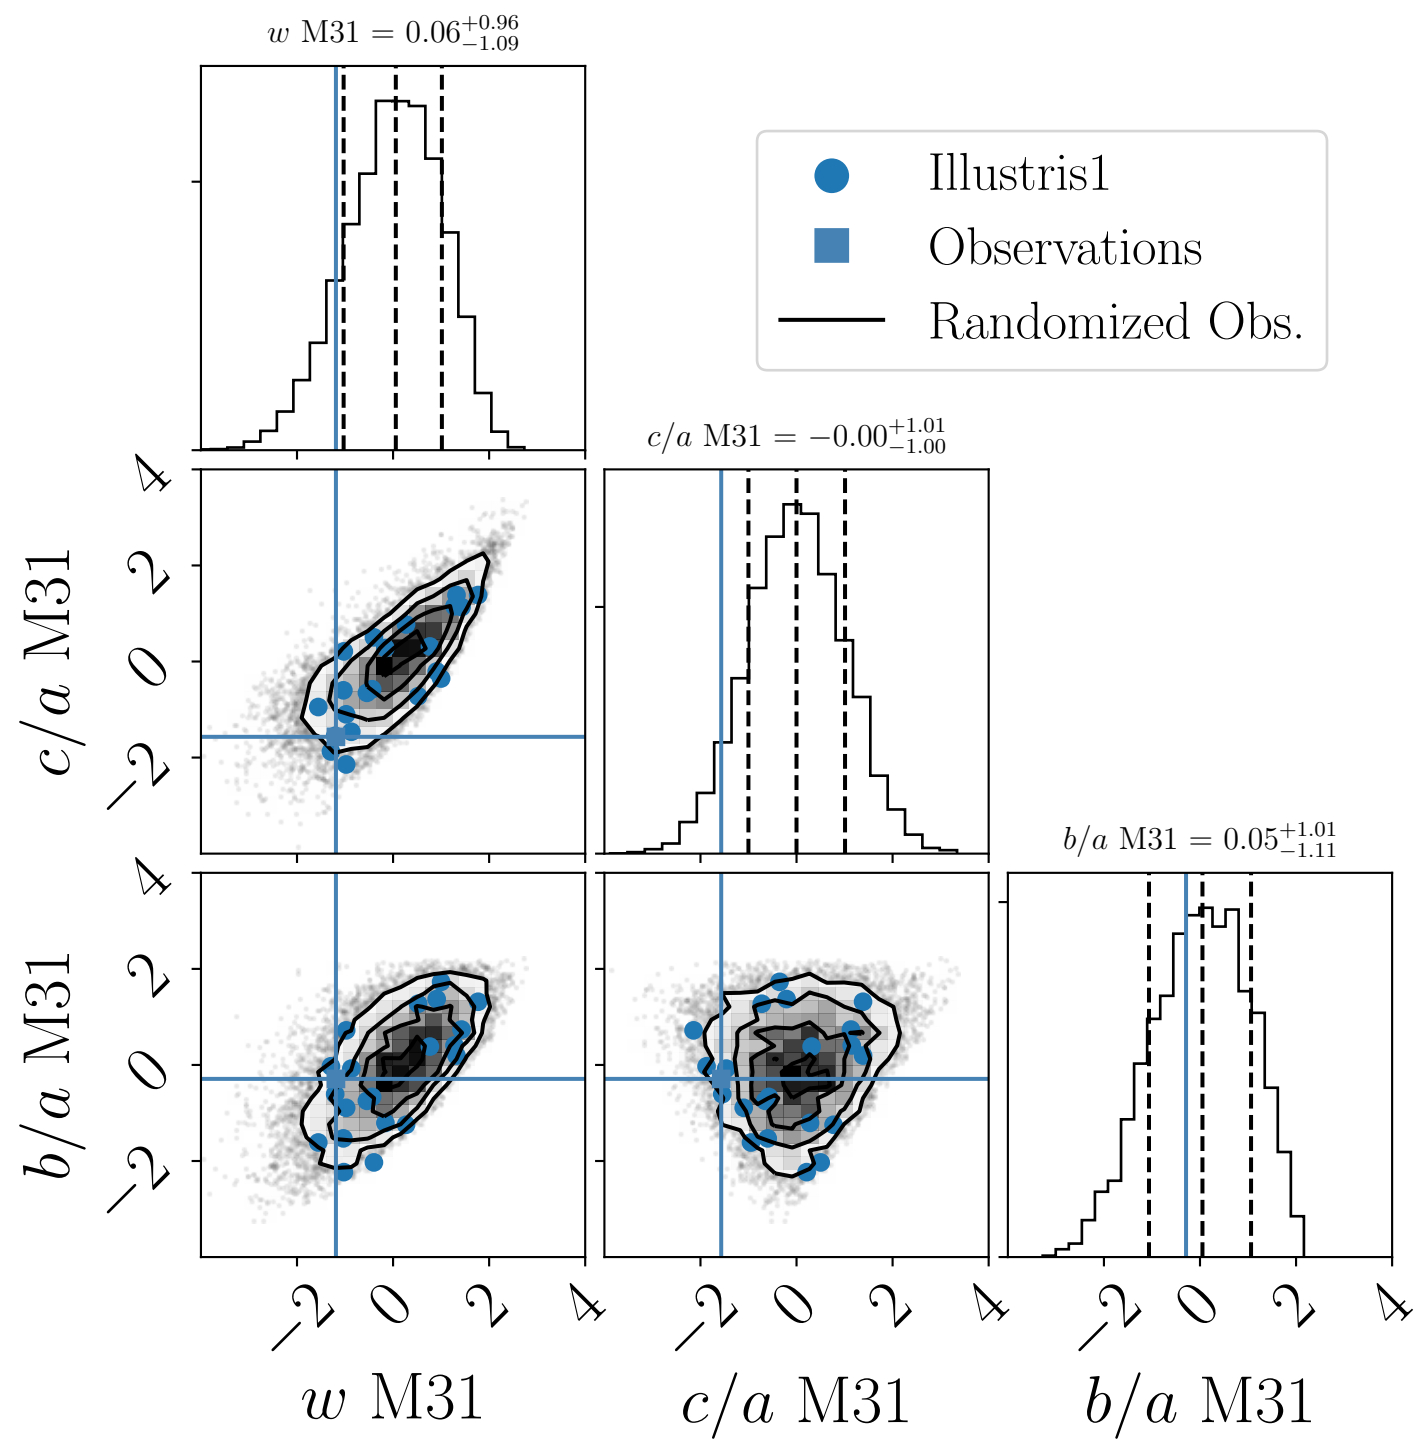 w M31 = 0.06+0.96−1.09
Illustris1
Observations
Randomized Obs.
c/a M31 = −0.00+1.01−1.00
4
2
0
−2
c/a M31
b/a M31 = 0.05+1.01−1.11
4
2
0
−2
b/a M31
−2 0 2 4
−2 0 2 4
−2 0 2 4
w M31
c/a M31
b/a M31